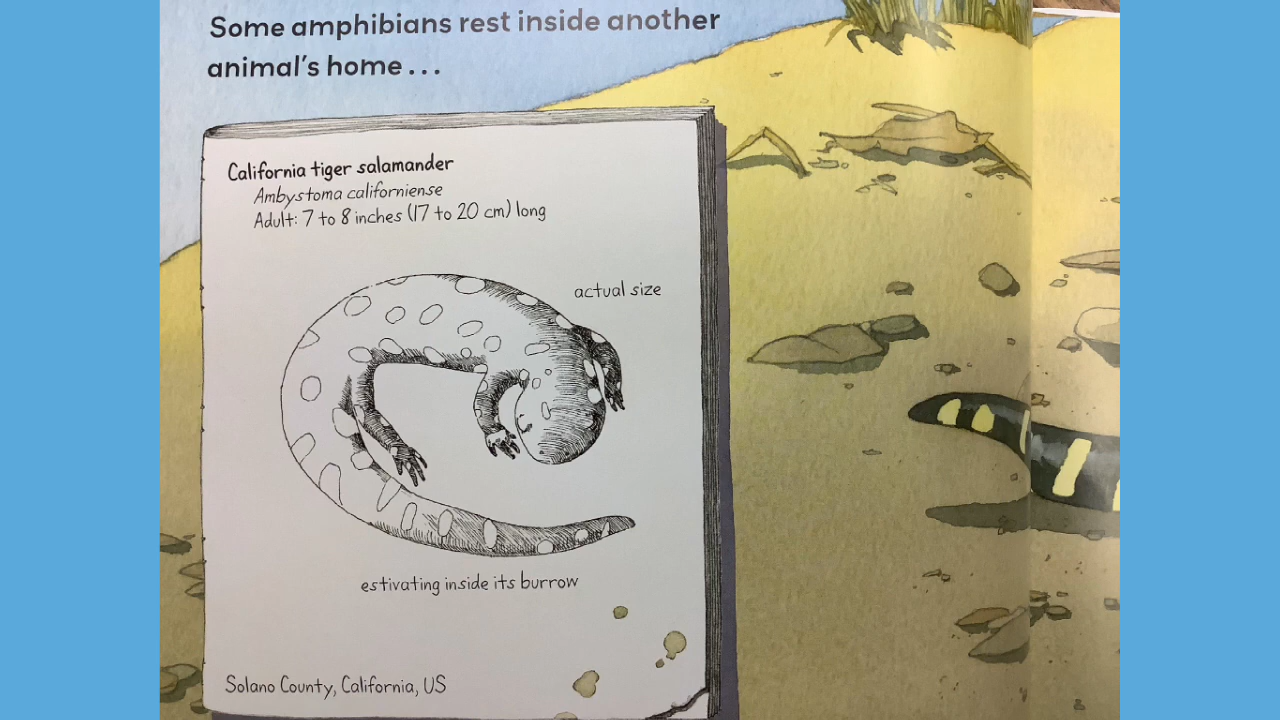 Some amphibians rest inside another
animal's home...
California tiger salamander
Ambystoma californiense
Adult: 7 to 8 inches (17 to 20 cm) long
actual size
estivating inside its burrow
Solano County, California, US